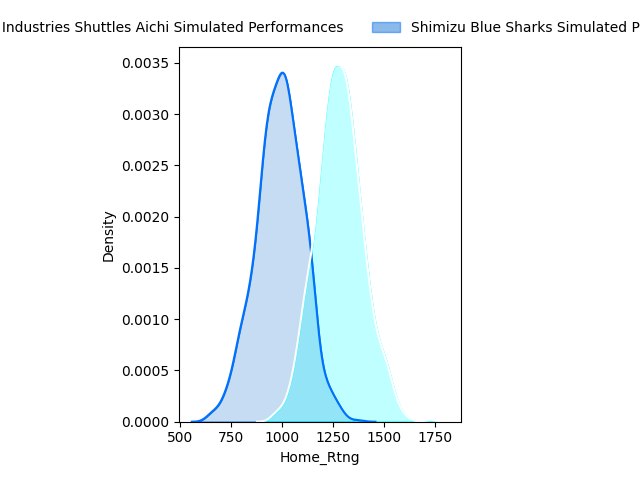 Industries Shuttles Aichi Simulated Performances
Shimizu Blue Sharks Simulated P
0.0035
0.0030
0.0025
0.0020
0.0015
0.0010
0.0005
0.0000
Density
500 750 1000 1250 1500 1750
Home_Rtng